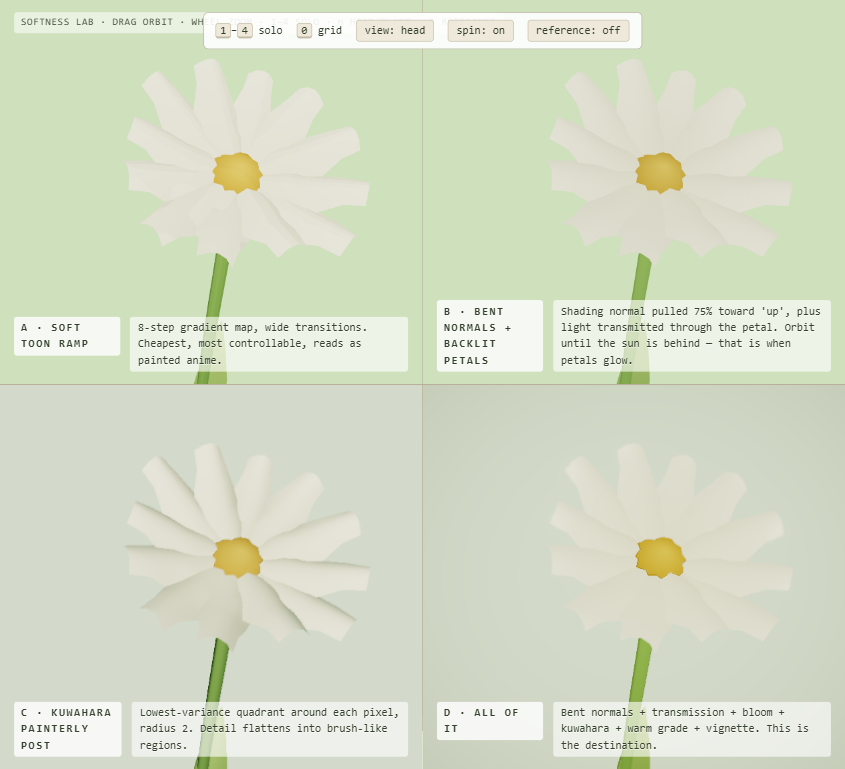 SOFTNESS LAB · DRAG ORBIT ·
1–4 solo 0 grid view: head spin: on reference: off
A · SOFT
TOON RAMP
8-step gradient map, wide transitions.
Cheapest, most controllable, reads as
painted anime.
B · BENT
NORMALS +
BACKLIT
PETALS
Shading normal pulled 75% toward 'up', plus
light transmitted through the petal. Orbit
until the sun is behind — that is when
petals glow.
C · KUWAHARA
PAINTERLY
POST
Lowest-variance quadrant around each pixel,
radius 2. Detail flattens into brush-like
regions.
D · ALL OF
IT
Bent normals + transmission + bloom +
kuwahara + warm grade + vignette. This is
the destination.